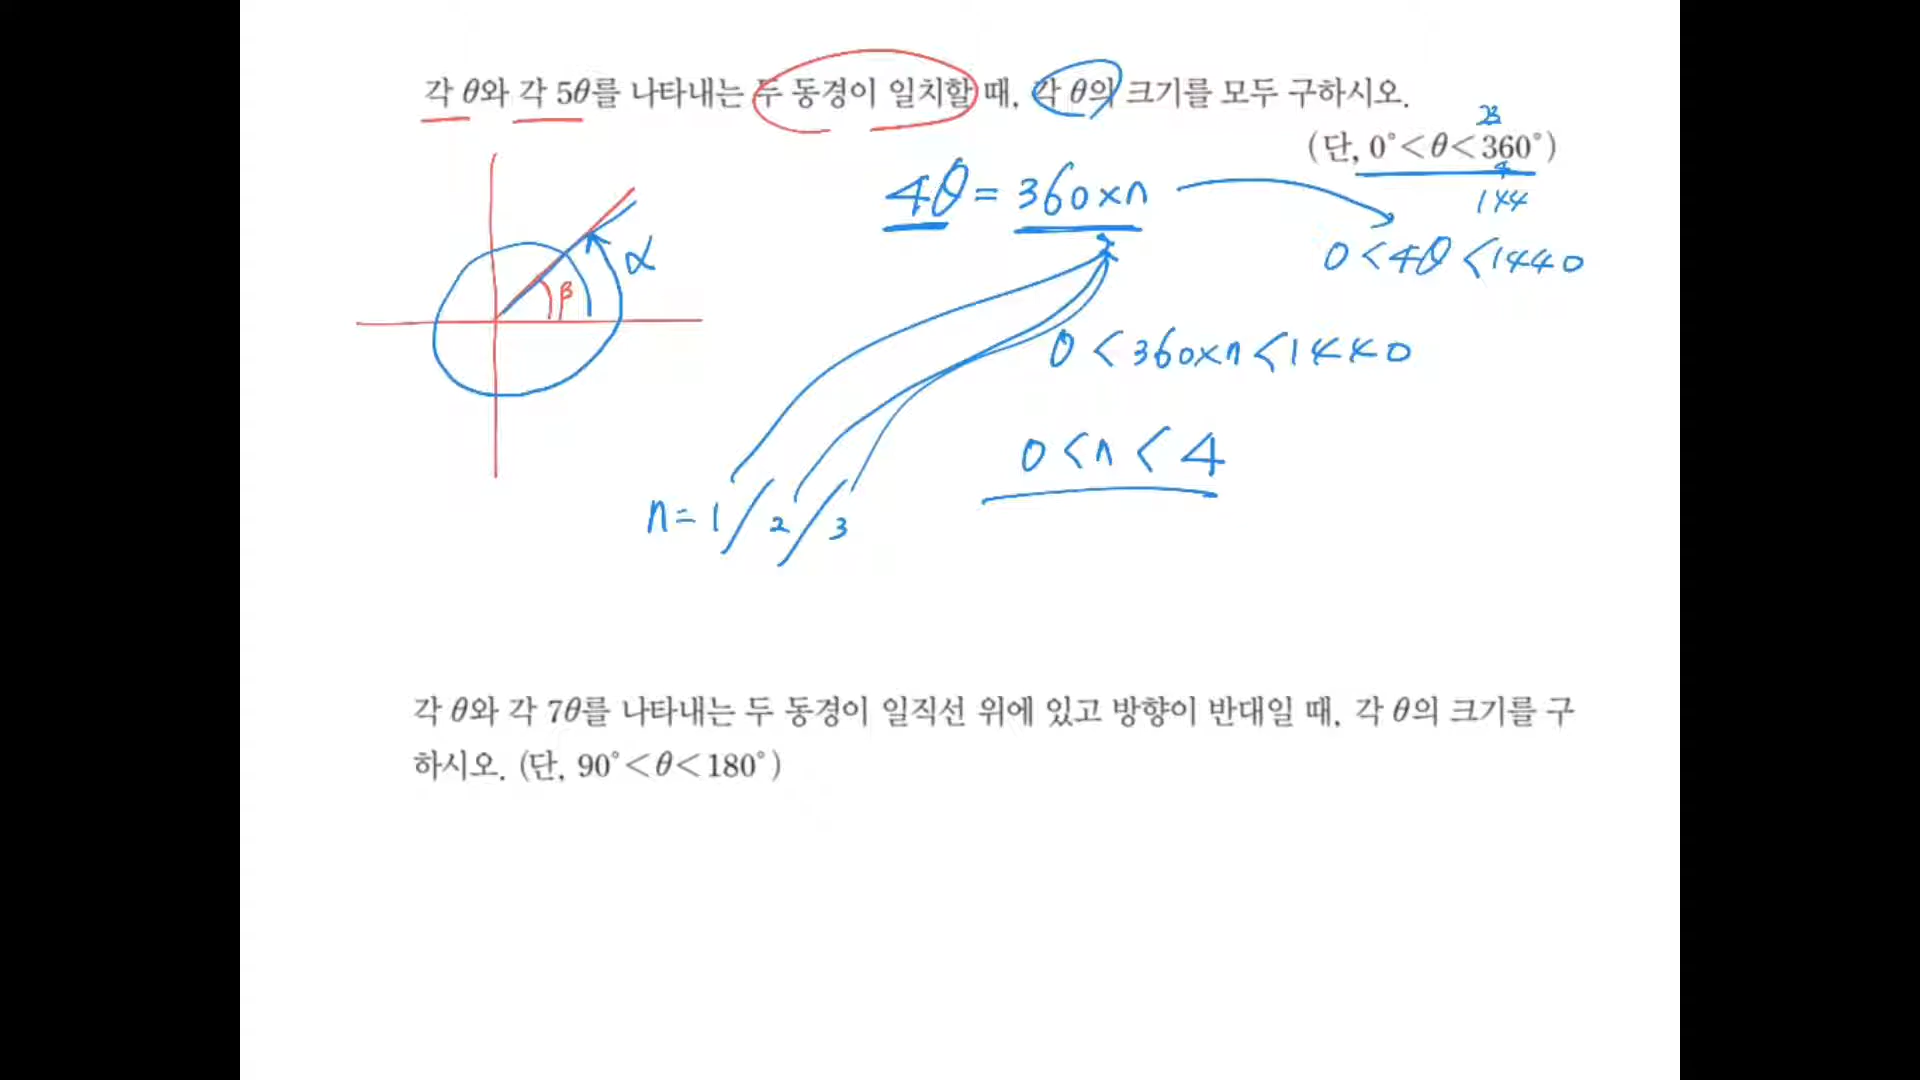 각 θ와 각 5θ를 나타내는 두 동경이 일치할 때, 각 θ의 크기를 모두 구하시오.
(단, 0°<θ<360°)
4
144
4θ = 360×n
0<4θ<1440
α
β
0<360×n<1440
0<n<4
n=1/2/3
각 θ와 각 7θ를 나타내는 두 동경이 일직선 위에 있고 방향이 반대일 때, 각 θ의 크기를 구
하시오. (단, 90°<θ<180°)